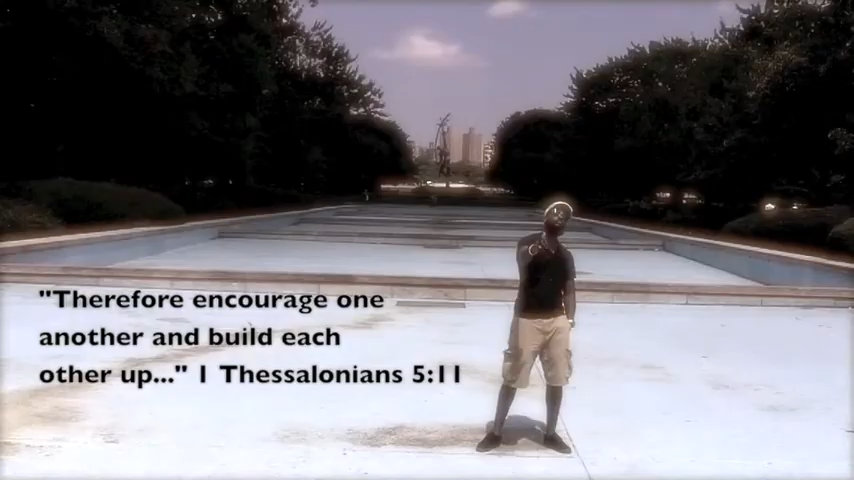 "Therefore encourage one
another and build each
other up..." 1 Thessalonians 5:11